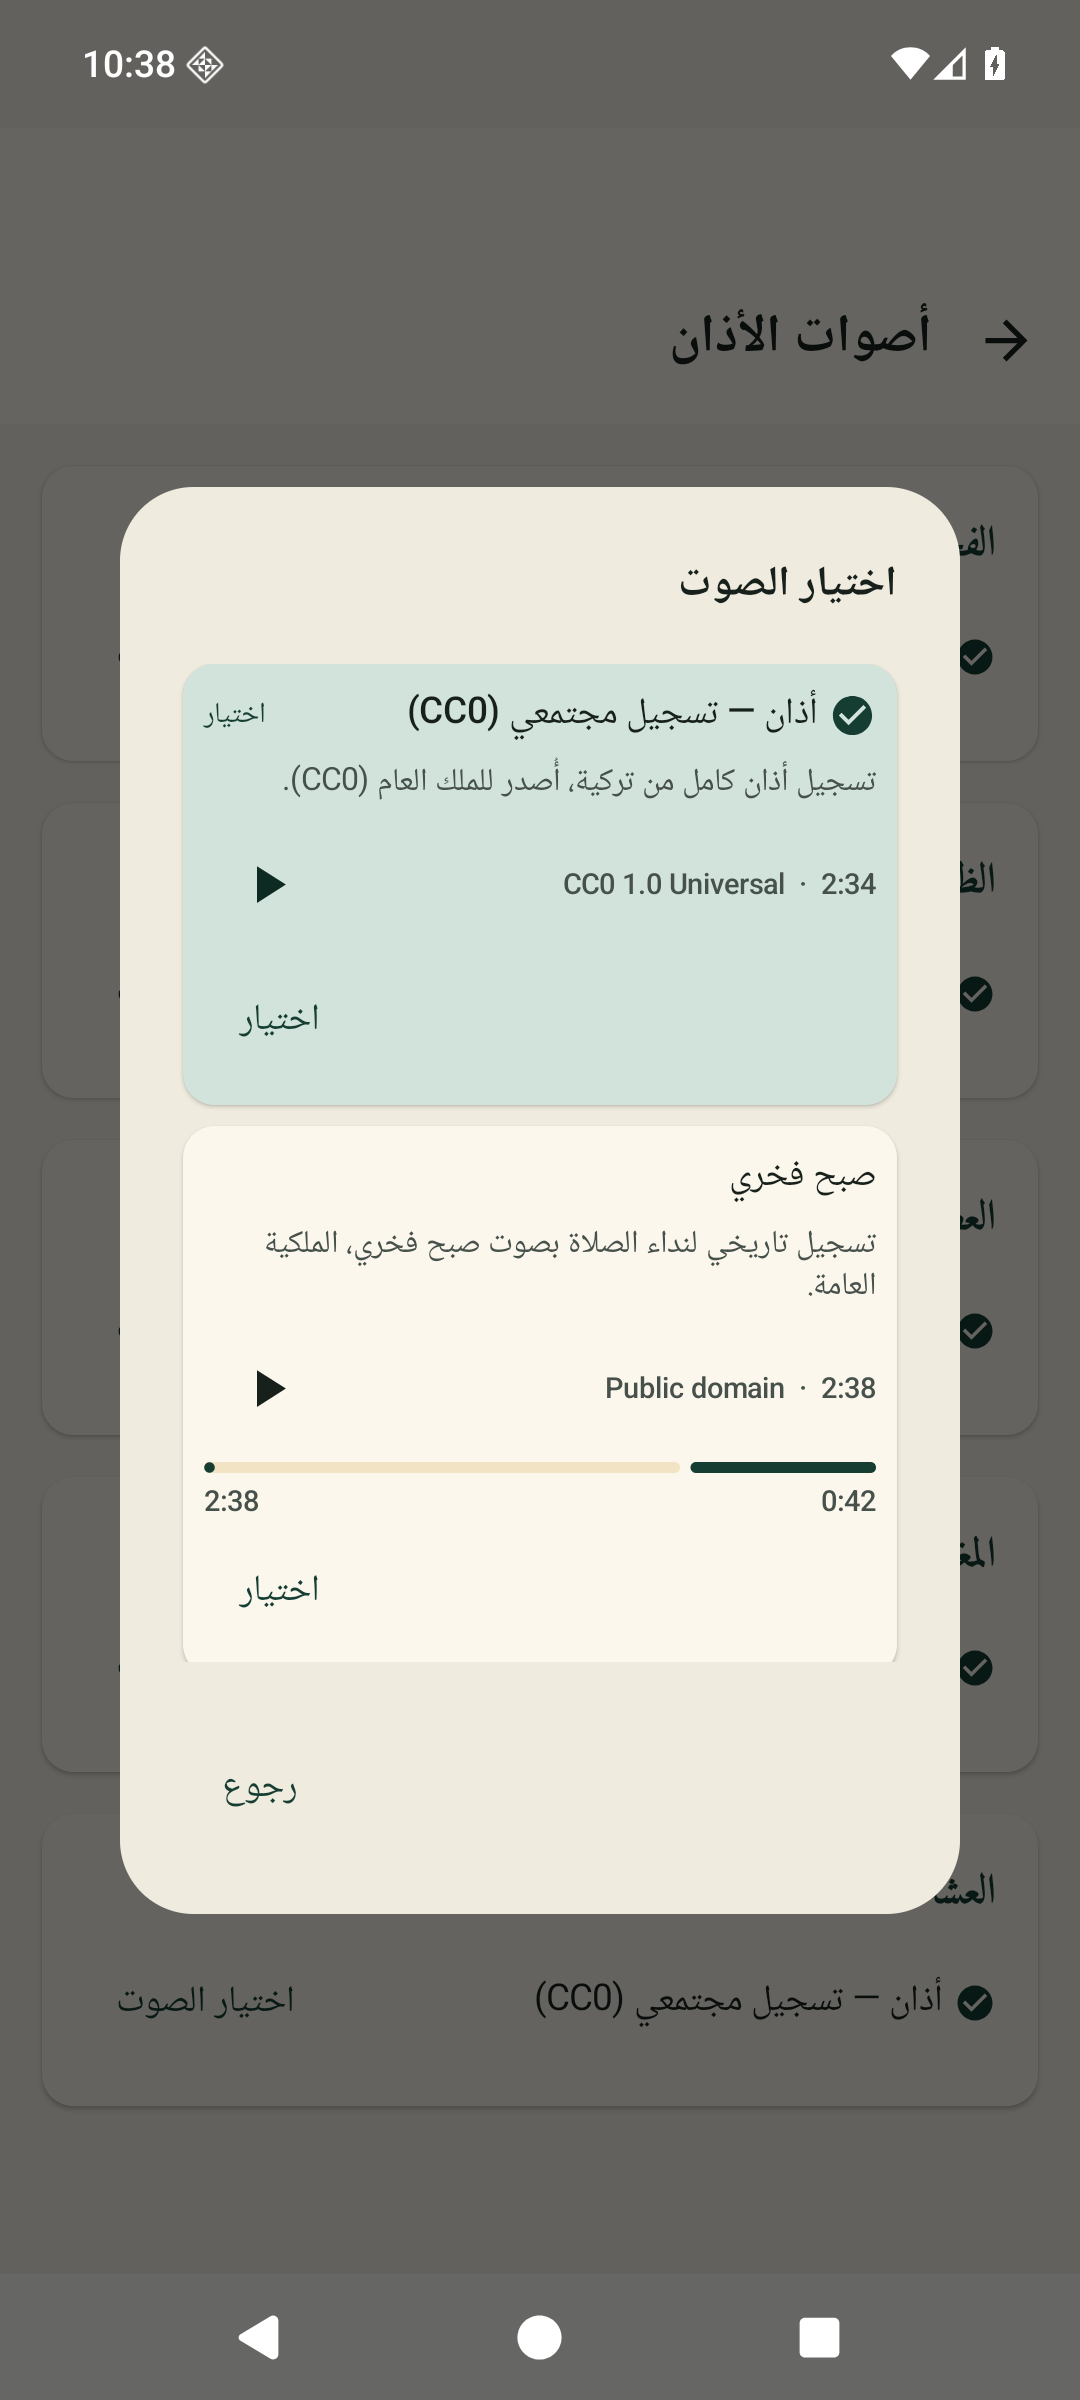 10:38
أصوات الأذان
اختيار الصوت
أذان – تسجيل مجتمعي (CC0)
اختيار
تسجيل أذان كامل من تركية، أُصدر للملك العام (CC0).
2:34 · CC0 1.0 Universal
اختيار
صبح فخري
تسجيل تاريخي لنداء الصلاة بصوت صبح فخري، الملكية
العامة.
2:38 · Public domain
0:42
2:38
اختيار
رجوع
أذان – تسجيل مجتمعي (CC0)
اختيار الصوت